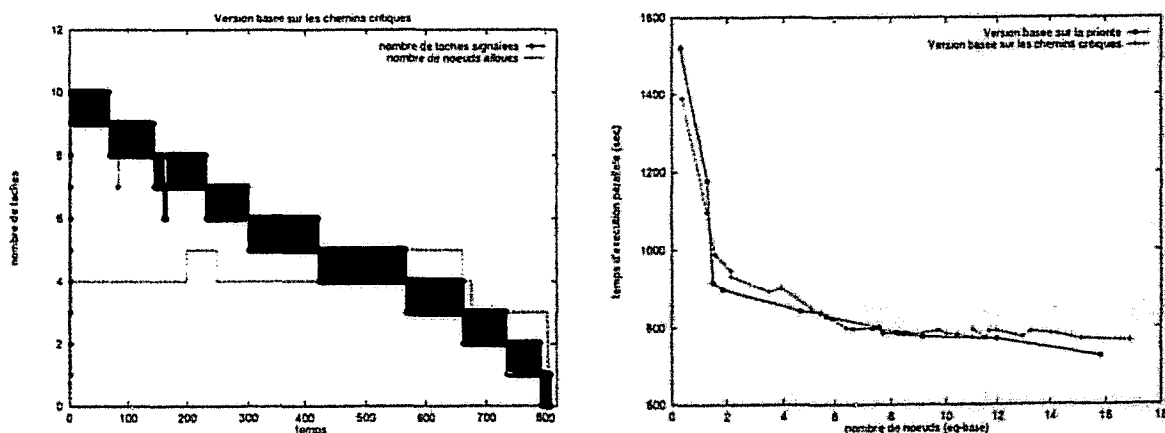 Version basee sur les chemins critiques
nombre de taches signalees
nombre de noeuds alloues
12
10
8
6
4
2
0
nombre de taches
0 100 200 300 400 500 600 700 800
temps
Version basee sur la priorite
Version basee sur les chemins critiques
1600
1400
1200
1000
800
600
temps d'execution parallele (sec)
0 2 4 6 8 10 12 14 16 18
nombre de noeuds (eq-base)